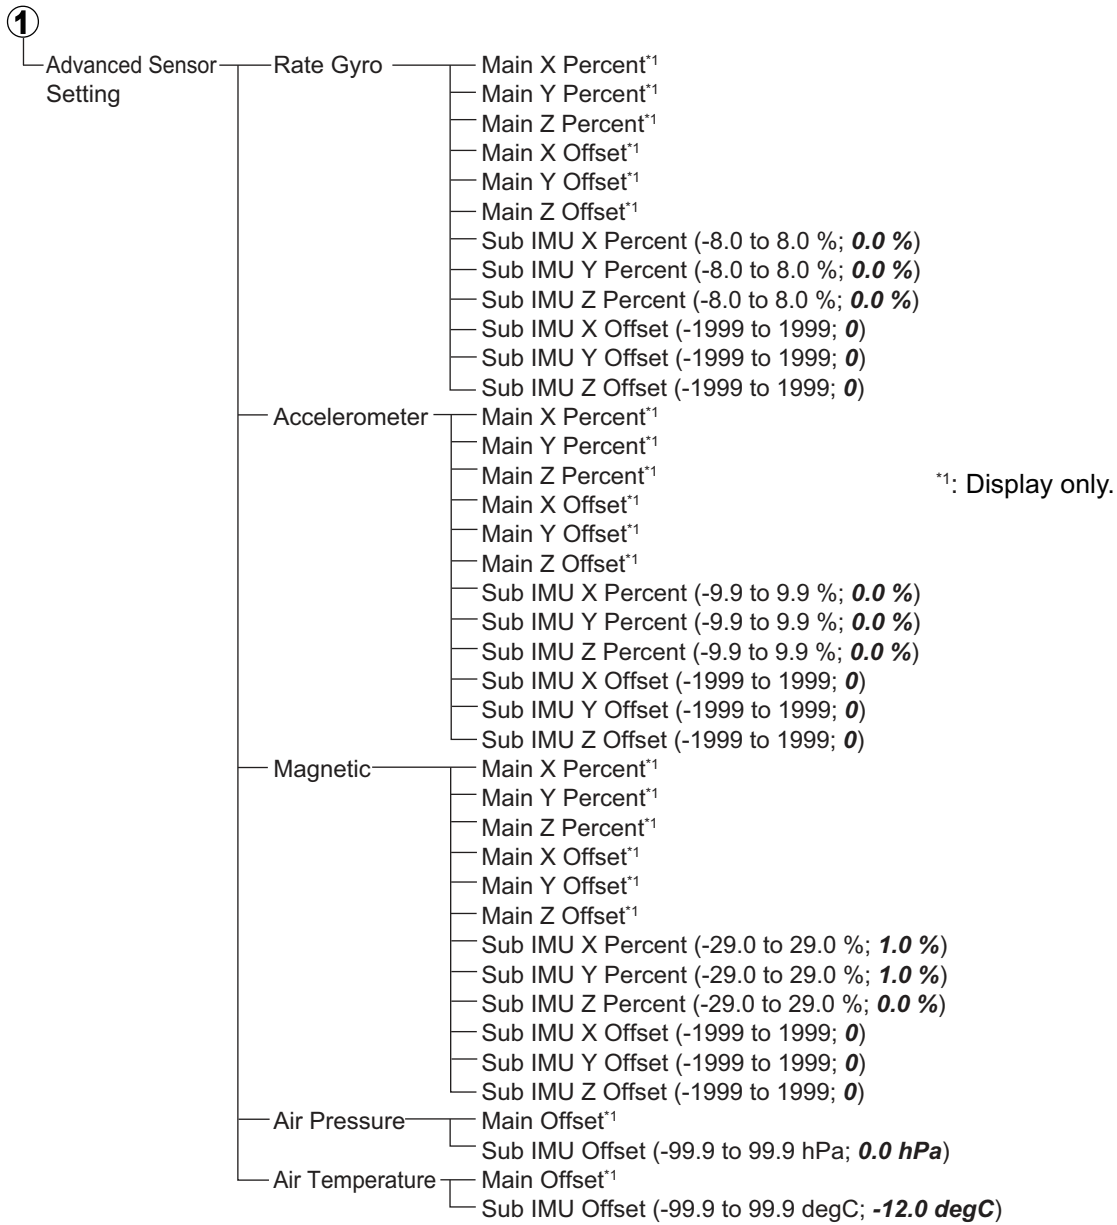 1
Advanced Sensor Rate Gyro Main X Percent*1
Setting Main Y Percent*1
Main Z Percent*1
Main X Offset*1
Main Y Offset*1
Main Z Offset*1
Sub IMU X Percent (-8.0 to 8.0 %; 0.0 %)
Sub IMU Y Percent (-8.0 to 8.0 %; 0.0 %)
Sub IMU Z Percent (-8.0 to 8.0 %; 0.0 %)
Sub IMU X Offset (-1999 to 1999; 0)
Sub IMU Y Offset (-1999 to 1999; 0)
Sub IMU Z Offset (-1999 to 1999; 0)
Accelerometer Main X Percent*1
Main Y Percent*1
Main Z Percent*1
*1: Display only.
Main X Offset*1
Main Y Offset*1
Main Z Offset*1
Sub IMU X Percent (-9.9 to 9.9 %; 0.0 %)
Sub IMU Y Percent (-9.9 to 9.9 %; 0.0 %)
Sub IMU Z Percent (-9.9 to 9.9 %; 0.0 %)
Sub IMU X Offset (-1999 to 1999; 0)
Sub IMU Y Offset (-1999 to 1999; 0)
Sub IMU Z Offset (-1999 to 1999; 0)
Magnetic Main X Percent*1
Main Y Percent*1
Main Z Percent*1
Main X Offset*1
Main Y Offset*1
Main Z Offset*1
Sub IMU X Percent (-29.0 to 29.0 %; 1.0 %)
Sub IMU Y Percent (-29.0 to 29.0 %; 1.0 %)
Sub IMU Z Percent (-29.0 to 29.0 %; 0.0 %)
Sub IMU X Offset (-1999 to 1999; 0)
Sub IMU Y Offset (-1999 to 1999; 0)
Sub IMU Z Offset (-1999 to 1999; 0)
Air Pressure Main Offset*1
Sub IMU Offset (-99.9 to 99.9 hPa; 0.0 hPa)
Air Temperature Main Offset*1
Sub IMU Offset (-99.9 to 99.9 degC; -12.0 degC)